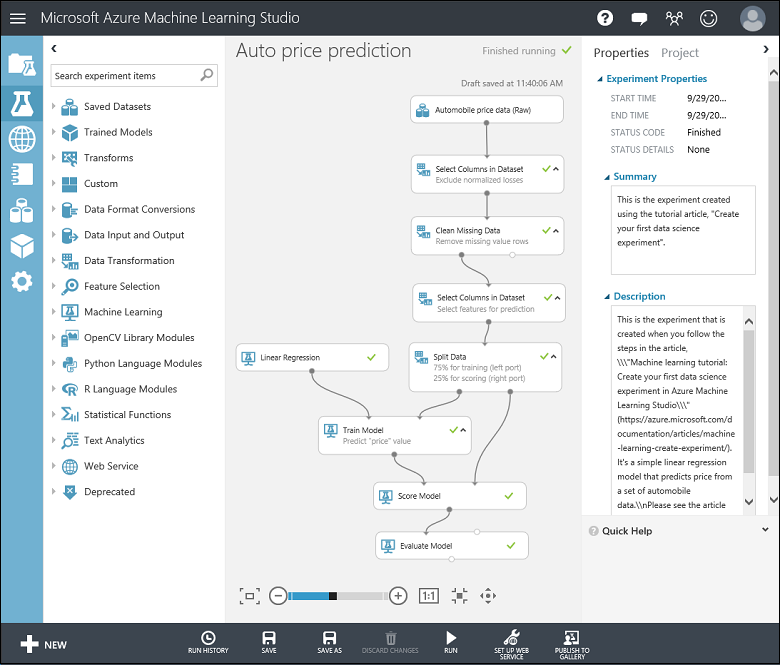 Microsoft Azure Machine Learning Studio
Search experiment items
Saved Datasets
Trained Models
Transforms
Custom
Data Format Conversions
Data Input and Output
Data Transformation
Feature Selection
Machine Learning
OpenCV Library Modules
Python Language Modules
R Language Modules
Statistical Functions
Text Analytics
Web Service
Deprecated
Auto price prediction
Finished running
Draft saved at 11:40:06 AM
Automobile price data (Raw)
Select Columns in Dataset
Exclude normalized losses
Clean Missing Data
Remove missing value rows
Select Columns in Dataset
Select features for prediction
Linear Regression
Split Data
75% for training (left port)
25% for scoring (right port)
Train Model
Predict "price" value
Score Model
Evaluate Model
1:1
Properties Project
Experiment Properties
START TIME 9/29/20...
END TIME 9/29/20...
STATUS CODE Finished
STATUS DETAILS None
Summary
This is the experiment created
using the tutorial article, "Create
your first data science
experiment".
Description
This is the experiment that is
created when you follow the
steps in the article,
\\\"Machine learning tutorial:
Create your first data science
experiment in Azure Machine
Learning Studio\\\"
(https://azure.microsoft.com/d
ocumentation/articles/machine
-learning-create-experiment/).
It's a simple linear regression
model that predicts price from
a set of automobile
data.\\nPlease see the article
Quick Help
NEW
RUN HISTORY
SAVE
SAVE AS
DISCARD CHANGES
RUN
SET UP WEB
SERVICE
PUBLISH TO
GALLERY